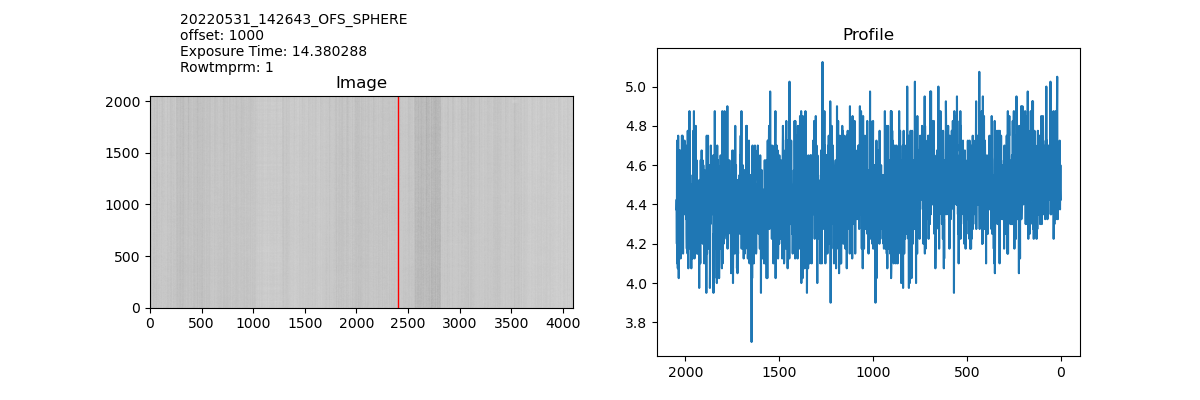 20220531_142643_OFS_SPHERE
offset: 1000
Exposure Time: 14.380288
Rowtmprm: 1
Image
2000
1500
1000
500
0
0 500 1000 1500 2000 2500 3000 3500 4000
Profile
5.0
4.8
4.6
4.4
4.2
4.0
3.8
2000 1500 1000 500 0